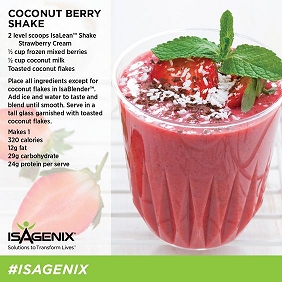 COCONUT BERRY
SHAKE
2 level scoops IsaLean™ Shake
Strawberry Cream
½ cup frozen mixed berries
½ cup coconut milk
Toasted coconut flakes
Place all ingredients except for
coconut flakes in IsaBlender™.
Add ice and water to taste and
blend until smooth. Serve in a
tall glass garnished with toasted
coconut flakes.
Makes 1
320 calories
12g fat
29g carbohydrate
24g protein per serve
ISAGENIX
Solutions to Transform Lives™
#ISAGENIX